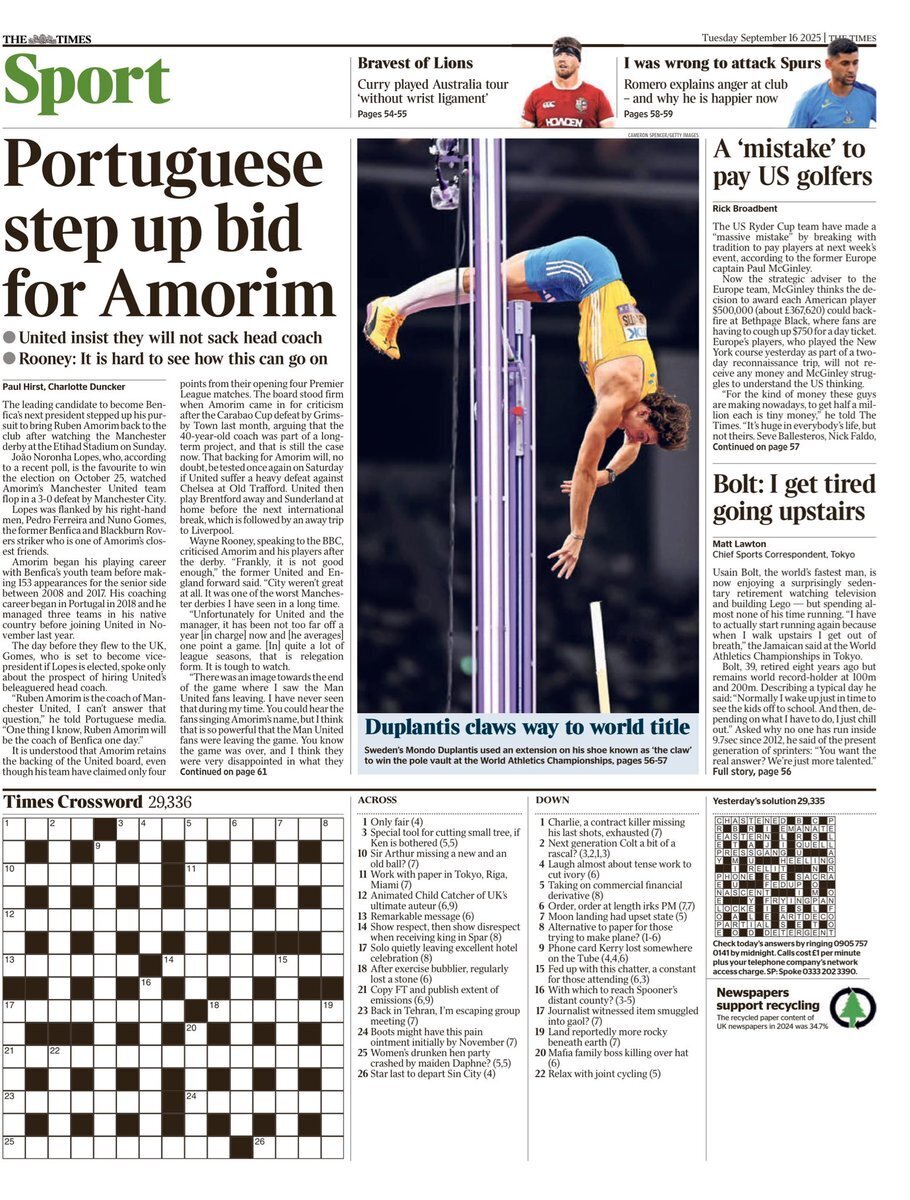 THE TIMES
Tuesday September 16 2025 | THE TIMES
Sport
Bravest of Lions
Curry played Australia tour
‘without wrist ligament’
Pages 54-55
HOWDEN
I was wrong to attack Spurs
Romero explains anger at club
– and why he is happier now
Pages 58-59
Portuguese
step up bid
for Amorim
● United insist they will not sack head coach
● Rooney: It is hard to see how this can go on
Paul Hirst, Charlotte Duncker
The leading candidate to become Ben-
fica’s next president stepped up his pur-
suit to bring Ruben Amorim back to the
club after watching the Manchester
derby at the Etihad Stadium on Sunday.
João Noronha Lopes, who, according
to a recent poll, is the favourite to win
the election on October 25, watched
Amorim’s Manchester United team
flop in a 3-0 defeat by Manchester City.
Lopes was flanked by his right-hand
men, Pedro Ferreira and Nuno Gomes,
the former Benfica and Blackburn Rov-
ers striker who is one of Amorim’s clos-
est friends.
Amorim began his playing career
with Benfica’s youth team before mak-
ing 153 appearances for the senior side
between 2008 and 2017. His coaching
career began in Portugal in 2018 and he
managed three teams in his native
country before joining United in No-
vember last year.
The day before they flew to the UK,
Gomes, who is set to become vice-
president if Lopes is elected, spoke only
about the prospect of hiring United’s
beleaguered head coach.
“Ruben Amorim is the coach of Man-
chester United, I can’t answer that
question,” he told Portuguese media.
“One thing I know, Ruben Amorim will
be the coach of Benfica one day.”
It is understood that Amorim retains
the backing of the United board, even
though his team have claimed only four
points from their opening four Premier
League matches. The board stood firm
when Amorim came in for criticism
after the Carabao Cup defeat by Grims-
by Town last month, arguing that the
40-year-old coach was part of a long-
term project, and that is still the case
now. That backing for Amorim will, no
doubt, be tested once again on Saturday
if United suffer a heavy defeat against
Chelsea at Old Trafford. United then
play Brentford away and Sunderland at
home before the next international
break, which is followed by an away trip
to Liverpool.
Wayne Rooney, speaking to the BBC,
criticised Amorim and his players after
the derby. “Frankly, it is not good
enough,” the former United and Eng-
land forward said. “City weren’t great
at all. It was one of the worst Manches-
ter derbies I have seen in a long time.
“Unfortunately for United and the
manager, it has been not too far off a
year [in charge] now and [he averages]
one point a game. [In] quite a lot of
league seasons, that is relegation
form. It is tough to watch.
“There was an image towards the end
of the game where I saw the Man
United fans leaving. I have never seen
that during my time. You could hear the
fans singing Amorim’s name, but I think
that is so powerful that the Man United
fans were leaving the game. You know
the game was over, and I think they
were very disappointed in what they
Continued on page 61
CAMERON SPENCER/GETTY IMAGES
Duplantis claws way to world title
Sweden’s Mondo Duplantis used an extension on his shoe known as ‘the claw’
to win the pole vault at the World Athletics Championships, pages 56-57
A ‘mistake’ to
pay US golfers
Rick Broadbent
The US Ryder Cup team have made a
“massive mistake” by breaking with
tradition to pay players at next week’s
event, according to the former Europe
captain Paul McGinley.
Now the strategic adviser to the
Europe team, McGinley thinks the de-
cision to award each American player
$500,000 (about £367,620) could back-
fire at Bethpage Black, where fans are
having to cough up $750 for a day ticket.
Europe’s players, who played the New
York course yesterday as part of a two-
day reconnaissance trip, will not re-
ceive any money and McGinley strug-
gles to understand the US thinking.
“For the kind of money these guys
are making nowadays, to get half a mil-
lion each is tiny money,” he told The
Times. “It’s huge in everybody’s life, but
not theirs. Seve Ballesteros, Nick Faldo,
Continued on page 57
Bolt: I get tired
going upstairs
Matt Lawton
Chief Sports Correspondent, Tokyo
Usain Bolt, the world’s fastest man, is
now enjoying a surprisingly seden-
tary retirement watching television
and building Lego — but spending al-
most none of his time running. “I have
to actually start running again because
when I walk upstairs I get out of
breath,” the Jamaican said at the World
Athletics Championships in Tokyo.
Bolt, 39, retired eight years ago but
remains world record-holder at 100m
and 200m. Describing a typical day he
said: “Normally I wake up just in time to
see the kids off to school. And then, de-
pending on what I have to do, I just chill
out.” Asked why no one has run inside
9.7sec since 2012, he said of the present
generation of sprinters: “You want the
real answer? We’re just more talented.”
Full story, page 56
Times Crossword 29,336
1 2 3 4 5 6 7 8
9
10 11
12
13 14 15
16
17 18 19
20
21 22
23 24
25 26
ACROSS
1 Only fair (4)
3 Special tool for cutting small tree, if
Ken is bothered (5,5)
10 Sir Arthur missing a new and an
old ball? (7)
11 Work with paper in Tokyo, Riga,
Miami (7)
12 Animated Child Catcher of UK’s
ultimate auteur (6,9)
13 Remarkable message (6)
14 Show respect, then show disrespect
when receiving king in Spar (8)
17 Solo quietly leaving excellent hotel
celebration (8)
18 After exercise bubblier, regularly
lost a stone (6)
21 Copy FT and publish extent of
emissions (6,9)
23 Back in Tehran, I’m escaping group
meeting (7)
24 Boots might have this pain
ointment initially by November (7)
25 Women’s drunken hen party
crashed by maiden Daphne? (5,5)
26 Star last to depart Sin City (4)
DOWN
1 Charlie, a contract killer missing
his last shots, exhausted (7)
2 Next generation Colt a bit of a
rascal? (3,2,1,3)
4 Laugh almost about tense work to
cut ivory (6)
5 Taking on commercial financial
derivative (8)
6 Order, order at length irks PM (7,7)
7 Moon landing had upset state (5)
8 Alternative to paper for those
trying to make plane? (1-6)
9 Phone card Kerry lost somewhere
on the Tube (4,4,6)
15 Fed up with this chatter, a constant
for those attending (6,3)
16 With which to reach Spooner’s
distant county? (3-5)
17 Journalist witnessed item smuggled
into gaol? (7)
19 Land reportedly more rocky
beneath earth (7)
20 Mafia family boss killing over hat
(6)
22 Relax with joint cycling (5)
Yesterday’s solution 29,335
Check today’s answers by ringing 0905 757
0141 by midnight. Calls cost £1 per minute
plus your telephone company’s network
access charge. SP: Spoke 0333 202 3390.
Newspapers
support recycling
The recycled paper content of
UK newspapers in 2024 was 34.7%